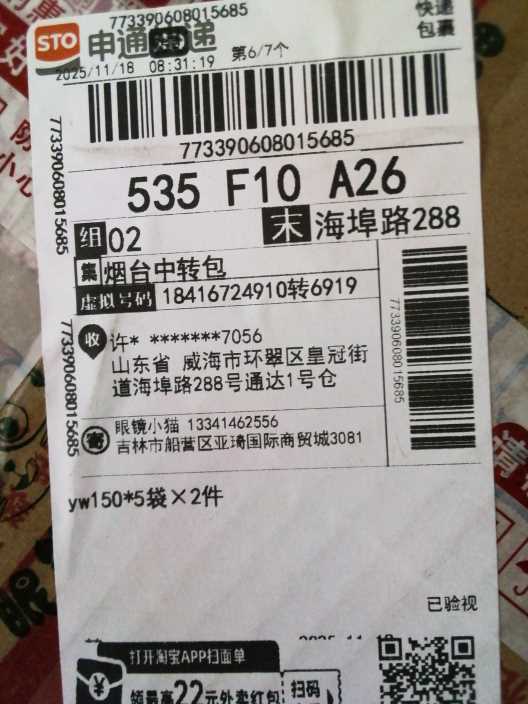 773390608015685
STO 申通快递
快递
包裹
2025/11/18 08:31:19 第6/7个
773390608015685
773390608015685
535 F10 A26
组 02
末 海埠路288
集 烟台中转包
虚拟号码 18416724910转6919
773390608015685
773390608015685
收 许* *******7056
山东省 威海市环翠区皇冠街
道海埠路288号通达1号仓
寄 眼镜小猫 13341462556
吉林市船营区亚琦国际商贸城3081
yw150*5袋×2件
已验视
打开淘宝APP扫面单
领最高22元外卖红包
扫码